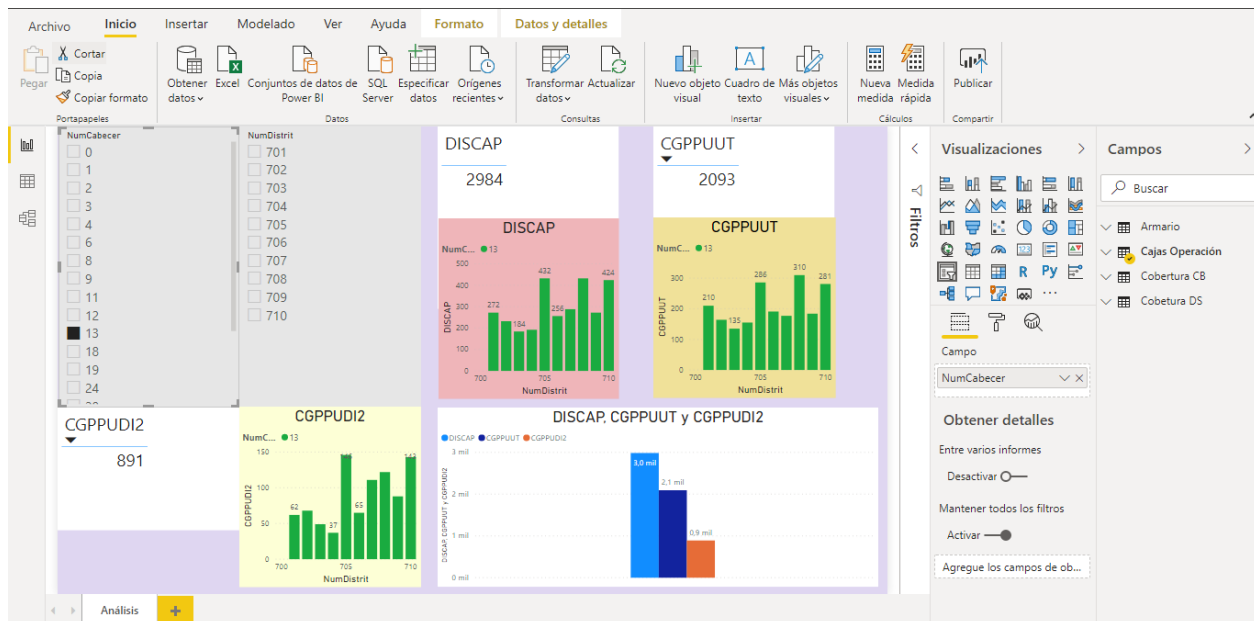 Archivo Inicio Insertar Modelado Ver Ayuda Formato Datos y detalles
Pegar
Cortar
Copia
Copiar formato
Portapapeles
Obtener datos
Excel
Conjuntos de datos de Power BI
SQL Server
Especificar datos
Orígenes recientes
Datos
Transformar datos
Actualizar
Consultas
Nuevo objeto visual
Cuadro de texto
Más objetos visuales
Insertar
Nueva medida
Medida rápida
Cálculos
Publicar
Compartir
NumCabecer
0
1
2
3
4
6
8
9
11
12
13
18
19
24
NumDistrit
701
702
703
704
705
706
707
708
709
710
DISCAP
2984
CGPPUUT
2093
DISCAP
NumC... 13
DISCAP
500
400
300
200
100
0
272
184
432
256
424
700 705 710
NumDistrit
CGPPUUT
NumC... 13
CGPPUUT
300
200
100
0
210
135
286
310
281
700 705 710
NumDistrit
CGPPUDI2
891
CGPPUDI2
NumC... 13
CGPPUDI2
150
100
50
0
62
37
65
143
700 705 710
NumDistrit
DISCAP, CGPPUUT y CGPPUDI2
DISCAP CGPPUUT CGPPUDI2
DISCAP, CGPPUUT y CGPPUDI2
3 mil
2 mil
1 mil
0 mil
3,0 mil
2,1 mil
0,9 mil
Filtros
Visualizaciones
R Py
Campo
NumCabecer
Obtener detalles
Entre varios informes
Desactivar
Mantener todos los filtros
Activar
Agregue los campos de ob...
Campos
Buscar
Armario
Cajas Operación
Cobertura CB
Cobetura DS
Análisis